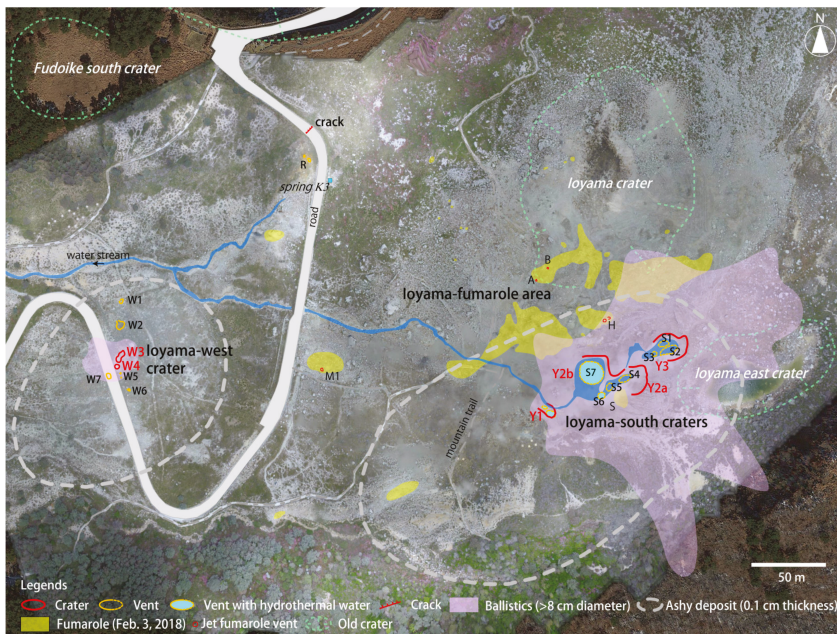 N
Fudoike south crater
crack
R
spring K3
Ioyama crater
road
water stream
B
A
Ioyama-fumarole area
W1
W2
H
W3
Ioyama-west
crater
W4
W5
W7
W6
M1
S1
S3
S2
Y3
Y2b
S7
S4
S5
Y2a
S6
S
Ioyama east crater
Y1
Ioyama-south craters
mountain trail
50 m
Legends
Crater
Vent
Vent with hydrothermal water
Crack
Ballistics (>8 cm diameter)
Ashy deposit (0.1 cm thickness)
Fumarole (Feb. 3, 2018)
Jet fumarole vent
Old crater